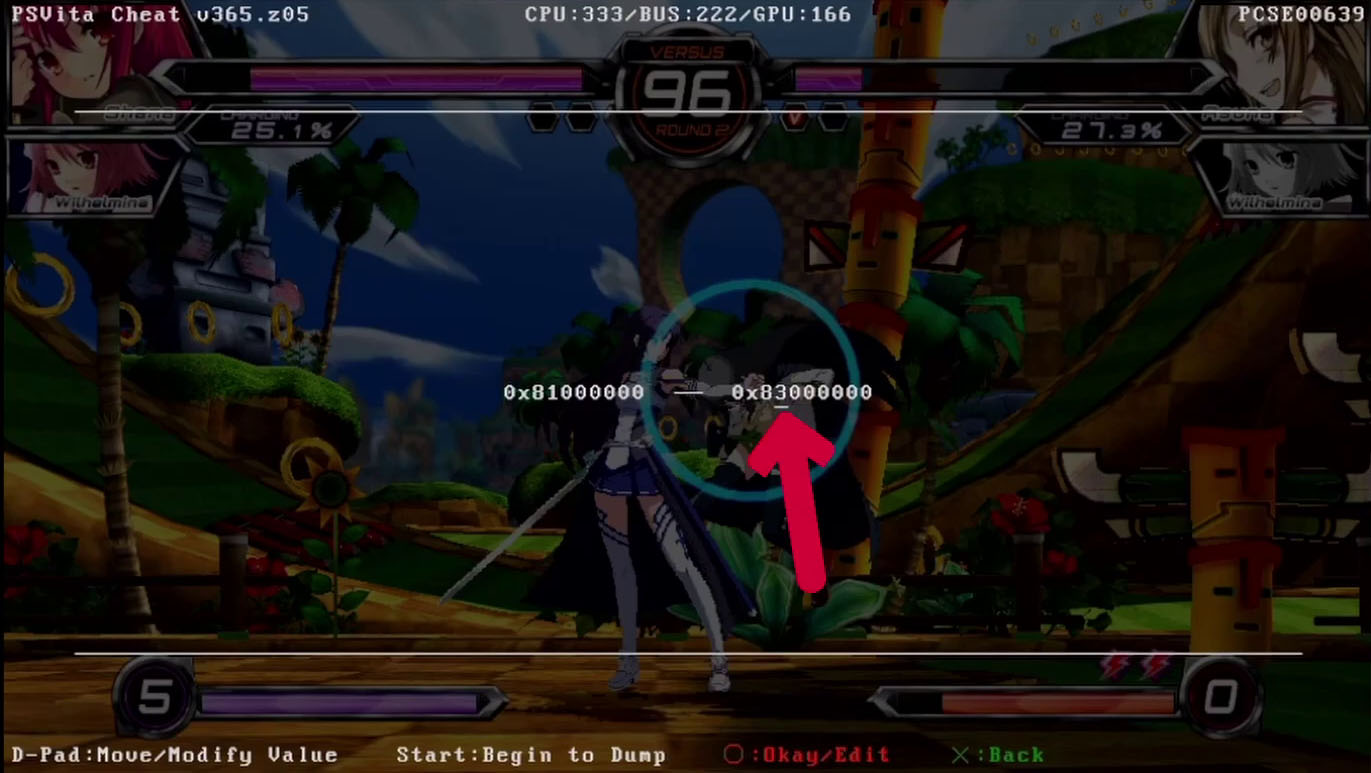 PSVita Cheat v365.z05
CPU:333/BUS:222/GPU:166
PCSE00639
VERSUS
96
ROUND 2
Shana
CHARGING
25.1%
V
CHARGING
27.3%
Asuna
Wilhelmina
Wilhelmina
0x81000000 — 0x83000000
5
0
D-Pad:Move/Modify Value
Start:Begin to Dump
○:Okay/Edit
×:Back